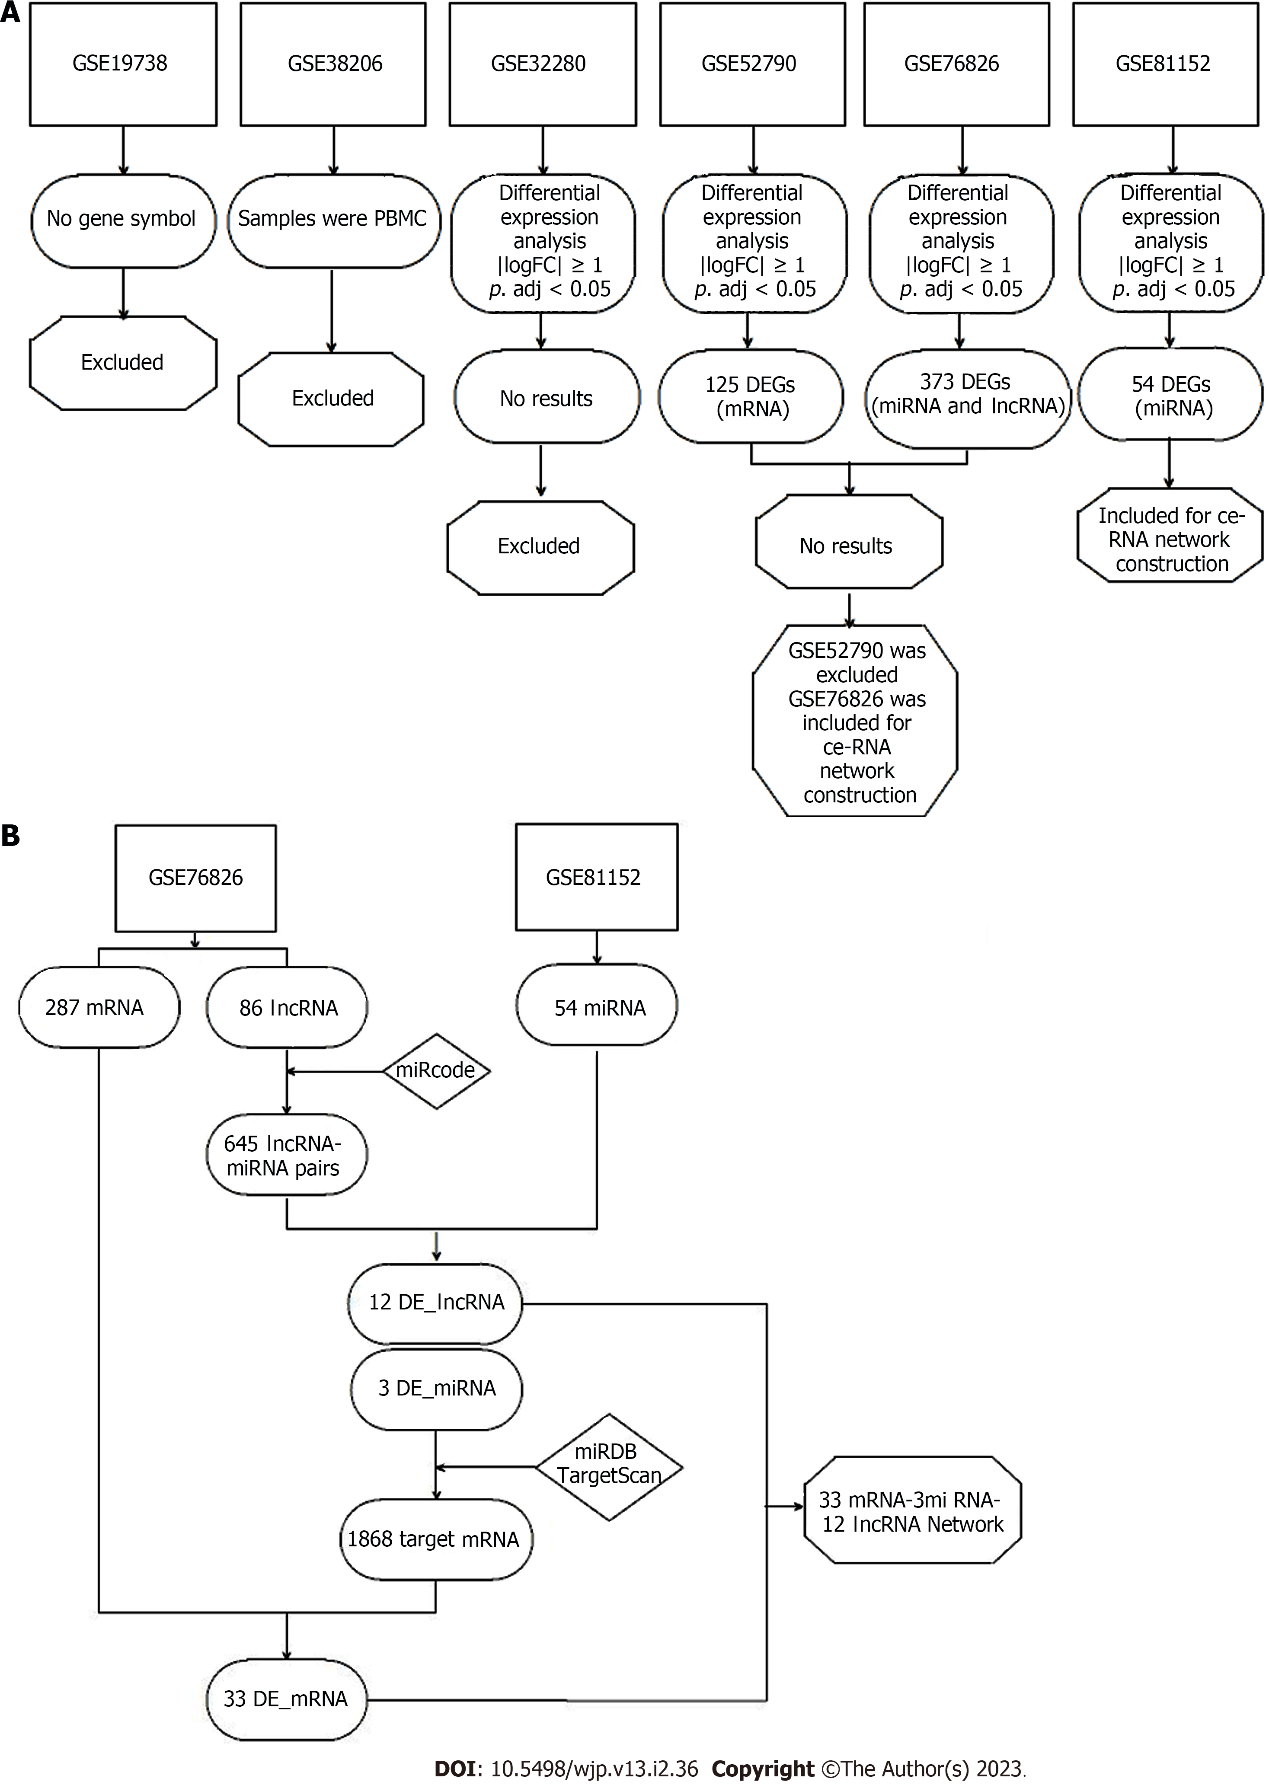 A
GSE19738
GSE38206
GSE32280
GSE52790
GSE76826
GSE81152
No gene symbol
Samples were PBMC
Differential
expression
analysis
|logFC| ≥ 1
p. adj < 0.05
Differential
expression
analysis
|logFC| ≥ 1
p. adj < 0.05
Differential
expression
analysis
|logFC| ≥ 1
p. adj < 0.05
Differential
expression
analysis
|logFC| ≥ 1
p. adj < 0.05
Excluded
Excluded
No results
125 DEGs
(mRNA)
373 DEGs
(miRNA and lncRNA)
54 DEGs
(miRNA)
Excluded
No results
Included for ce-
RNA network
construction
GSE52790 was
excluded
GSE76826 was
included for
ce-RNA
network
construction
B
GSE76826
GSE81152
287 mRNA
86 lncRNA
54 miRNA
miRcode
645 lncRNA-
miRNA pairs
12 DE_lncRNA
3 DE_miRNA
miRDB
TargetScan
1868 target mRNA
33 mRNA-3mi RNA-
12 lncRNA Network
33 DE_mRNA
DOI: 10.5498/wjp.v13.i2.36 Copyright ©The Author(s) 2023.